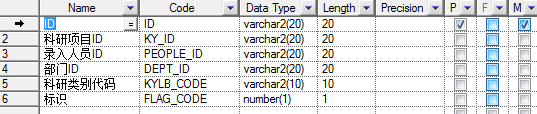 Name Code Data Type Length Precision P F M
ID = ID varchar2(20) 20
2 科研项目ID KY_ID varchar2(20) 20
3 录入人员ID PEOPLE_ID varchar2(20) 20
4 部门ID DEPT_ID varchar2(20) 20
5 科研类别代码 KYLB_CODE varchar2(10) 10
6 标识 FLAG_CODE number(1) 1